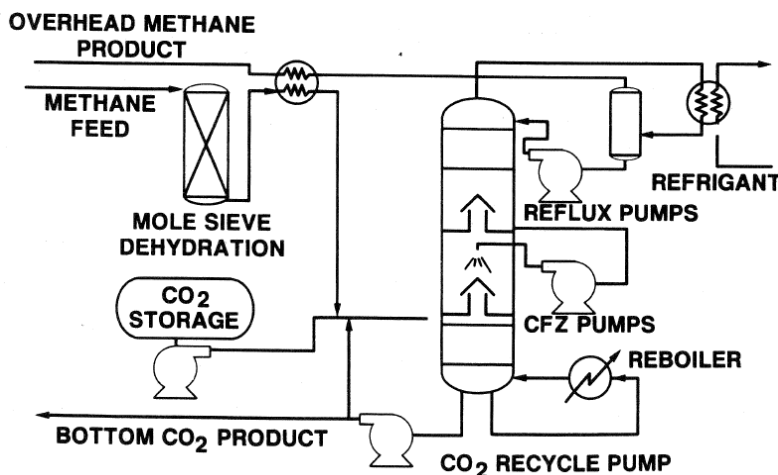 OVERHEAD METHANE
PRODUCT
METHANE
FEED
MOLE SIEVE
DEHYDRATION
REFRIGANT
REFLUX PUMPS
CO2
STORAGE
CFZ PUMPS
REBOILER
BOTTOM CO2 PRODUCT
CO2 RECYCLE PUMP